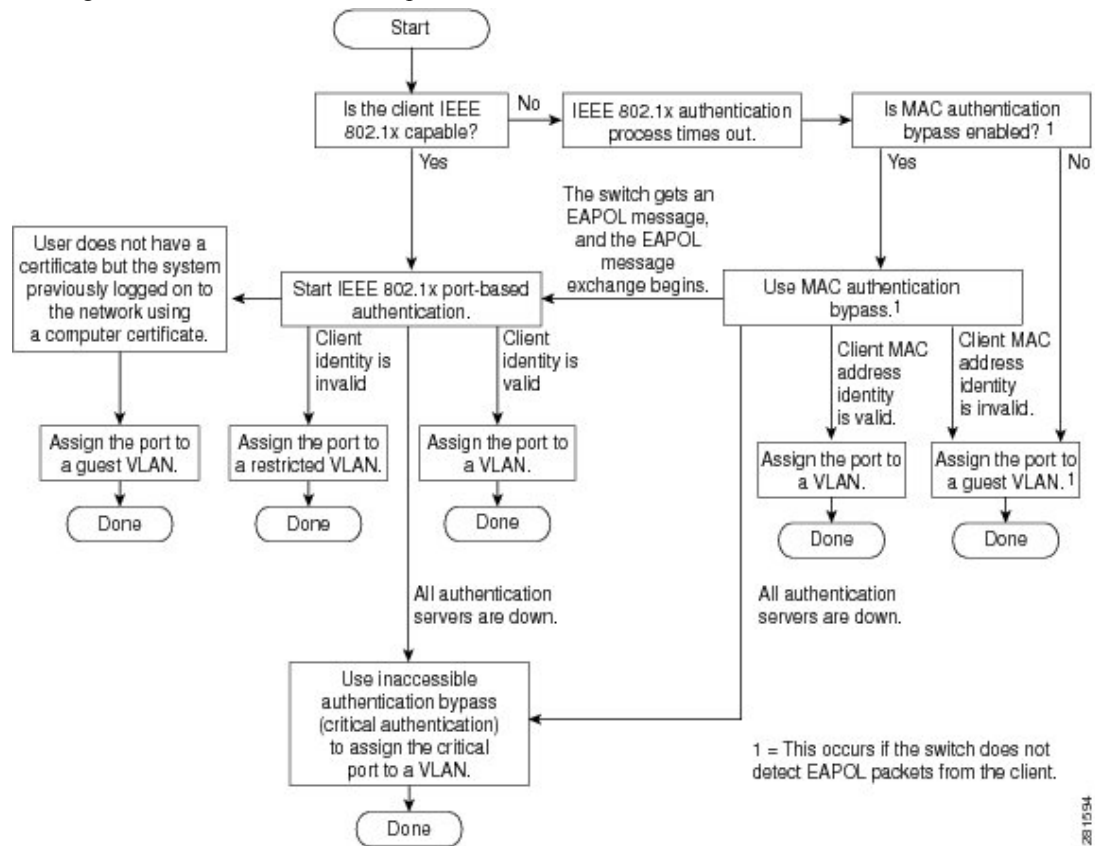 Start
Is the client IEEE
802.1x capable?
No
IEEE 802.1x authentication
process times out.
Is MAC authentication
bypass enabled? 1
Yes
Yes
No
The switch gets an
EAPOL message,
and the EAPOL
message
exchange begins.
User does not have a
certificate but the system
previously logged on to
the network using
a computer certificate.
Start IEEE 802.1x port-based
authentication.
Use MAC authentication
bypass.1
Client
identity is
invalid
Client
identity is
valid
Client MAC
address
identity
is valid.
Client MAC
address
identity
is invalid.
Assign the port to
a guest VLAN.
Assign the port to
a restricted VLAN.
Assign the port to
a VLAN.
Assign the port to
a VLAN.
Assign the port to
a guest VLAN.1
Done
Done
Done
Done
Done
All authentication
servers are down.
All authentication
servers are down.
Use inaccessible
authentication bypass
(critical authentication)
to assign the critical
port to a VLAN.
1 = This occurs if the switch does not
detect EAPOL packets from the client.
Done
281594